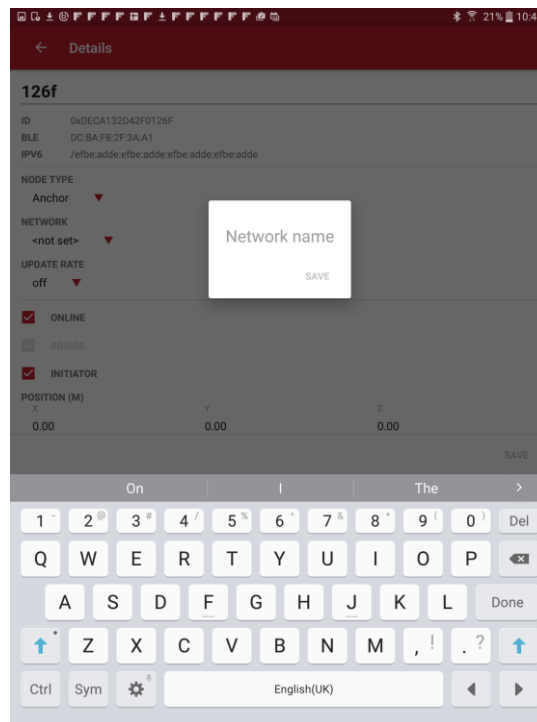 21% 10:4
Details
126f
ID 0xDECA132D42F0126F
BLE DC:BA:FB:2F:3A:A1
IPV6 /efbe:adde:efbe:adde:efbe:adde:efbe:adde
NODE TYPE
Anchor
NETWORK
<not set>
Network name
SAVE
UPDATE RATE
off
ONLINE
BRIDGE
INITIATOR
POSITION (M)
X Y Z
0.00 0.00 0.00
SAVE
On I The >
1 - 2 @ 3 # 4 / 5 % 6 ^ 7 & 8 * 9 ( 0 ) Del
Q W E R T Y U I O P
A S D F G H J K L Done
Z X C V B N M , ! . ?
Ctrl Sym English(UK)